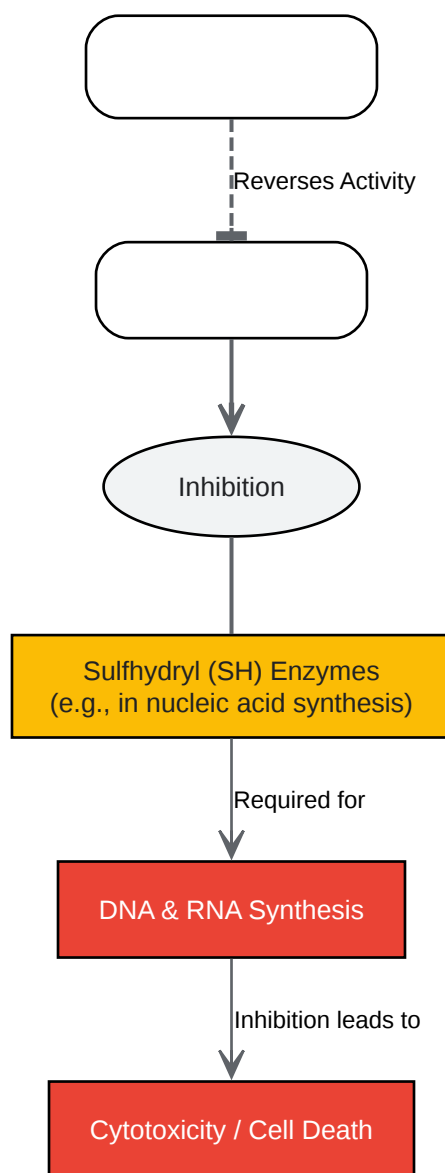 Reverses Activity
Inhibition
Sulfhydryl (SH) Enzymes
(e.g., in nucleic acid synthesis)
Required for
DNA & RNA Synthesis
Inhibition leads to
Cytotoxicity / Cell Death